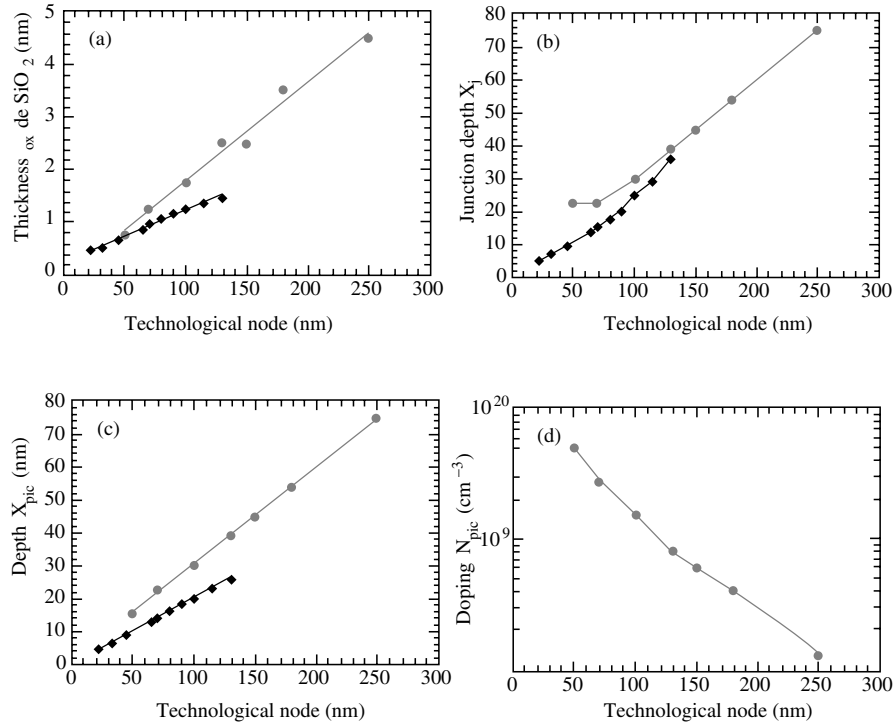 (a)
Thickness ox de SiO 2 (nm)
5
4
3
2
1
0
0 50 100 150 200 250 300
Technological node (nm)
(b)
Junction depth Xj
80
70
60
50
40
30
20
10
0
0 50 100 150 200 250 300
Technological node (nm)
(c)
Depth Xpic (nm)
80
70
60
50
40
30
20
10
0
0 50 100 150 200 250 300
Technological node (nm)
(d)
Doping Npic (cm−3)
10^20
10^9
0 50 100 150 200 250 300
Technological node (nm)